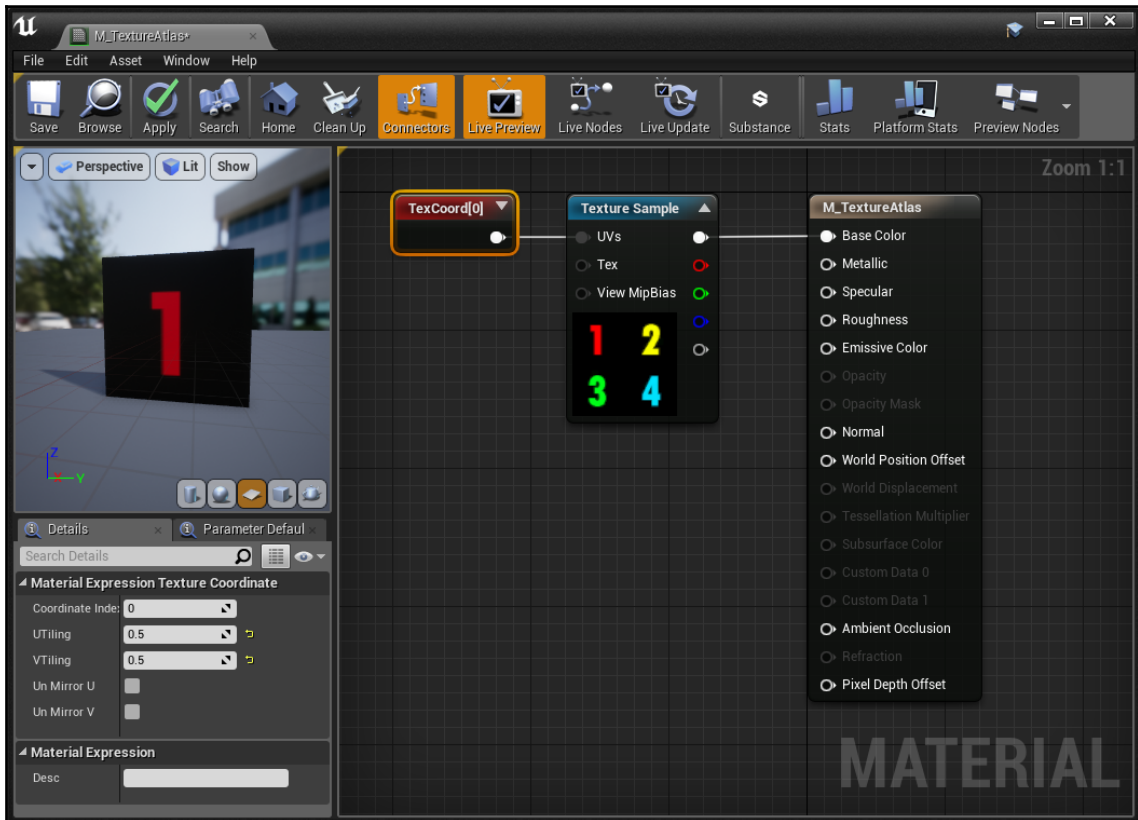 M_TextureAtlas*
File Edit Asset Window Help
Save Browse Apply Search Home Clean Up Connectors Live Preview Live Nodes Live Update Substance Stats Platform Stats Preview Nodes
Perspective Lit Show
Zoom 1:1
1
Z
X Y
TexCoord[0]
Texture Sample
UVs
Tex
View MipBias
1 2
3 4
M_TextureAtlas
Base Color
Metallic
Specular
Roughness
Emissive Color
Opacity
Opacity Mask
Normal
World Position Offset
World Displacement
Tessellation Multiplier
Subsurface Color
Custom Data 0
Custom Data 1
Ambient Occlusion
Refraction
Pixel Depth Offset
MATERIAL
Details Parameter Defaul
Search Details
Material Expression Texture Coordinate
Coordinate Inde: 0
UTiling 0.5
VTiling 0.5
Un Mirror U
Un Mirror V
Material Expression
Desc